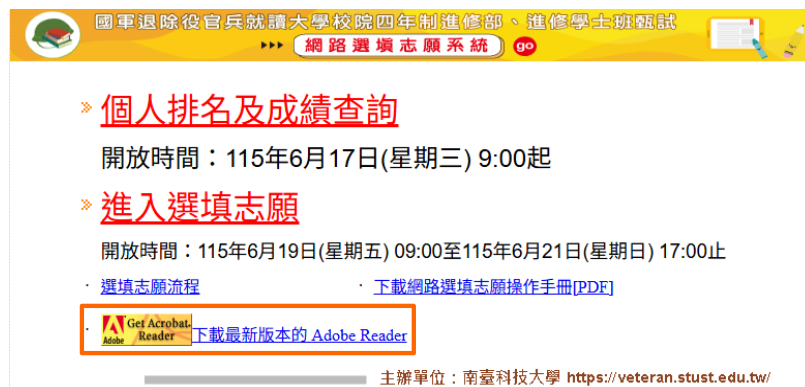 國軍退除役官兵就讀大學校院四年制進修部、進修學士班甄試
網路選填志願系統 go
» 個人排名及成績查詢
開放時間：115年6月17日(星期三) 9:00起
» 進入選填志願
開放時間：115年6月19日(星期五) 09:00至115年6月21日(星期日) 17:00止
· 選填志願流程 · 下載網路選填志願操作手冊[PDF]
· Adobe Get Acrobat Reader 下載最新版本的 Adobe Reader
主辦單位：南臺科技大學 https://veteran.stust.edu.tw/